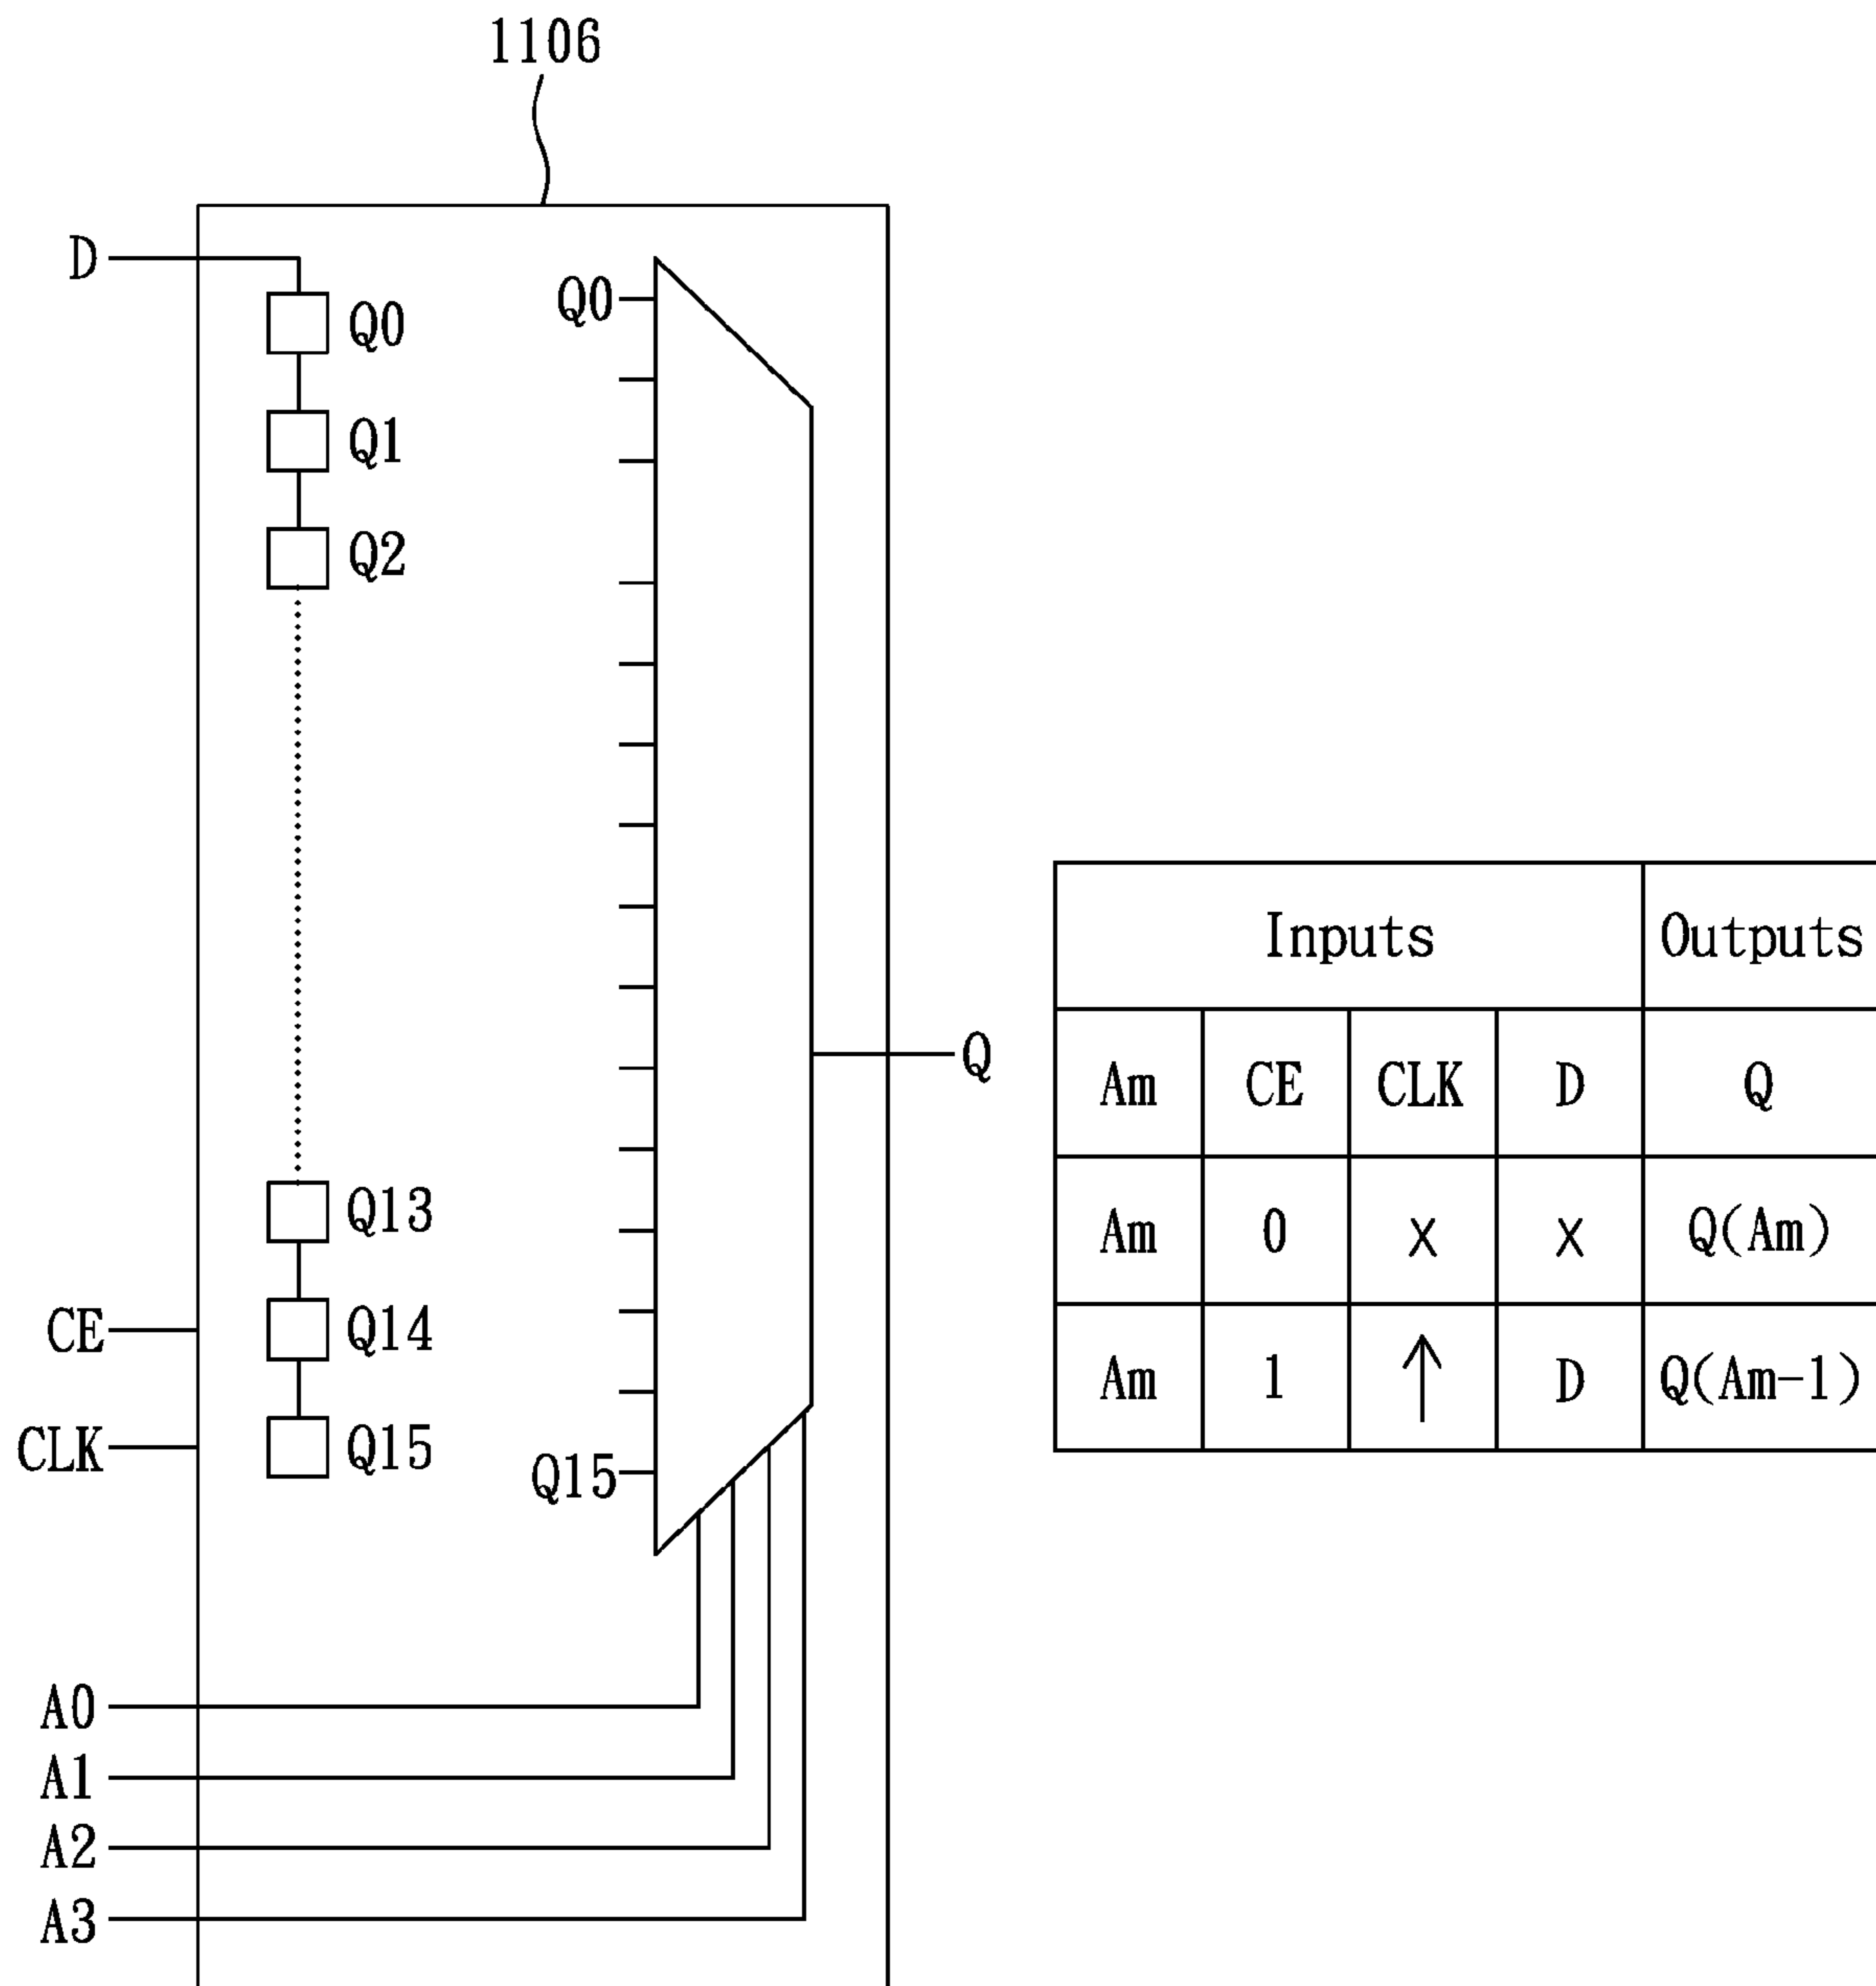 1106
D
Q0
Q1
Q2
Q13
Q14
Q15
CE
CLK
Q0
Q15
Q
A0
A1
A2
A3
Inputs Outputs
Am CE CLK D Q
Am 0 x x Q(Am)
Am 1 ↑ D Q(Am-1)